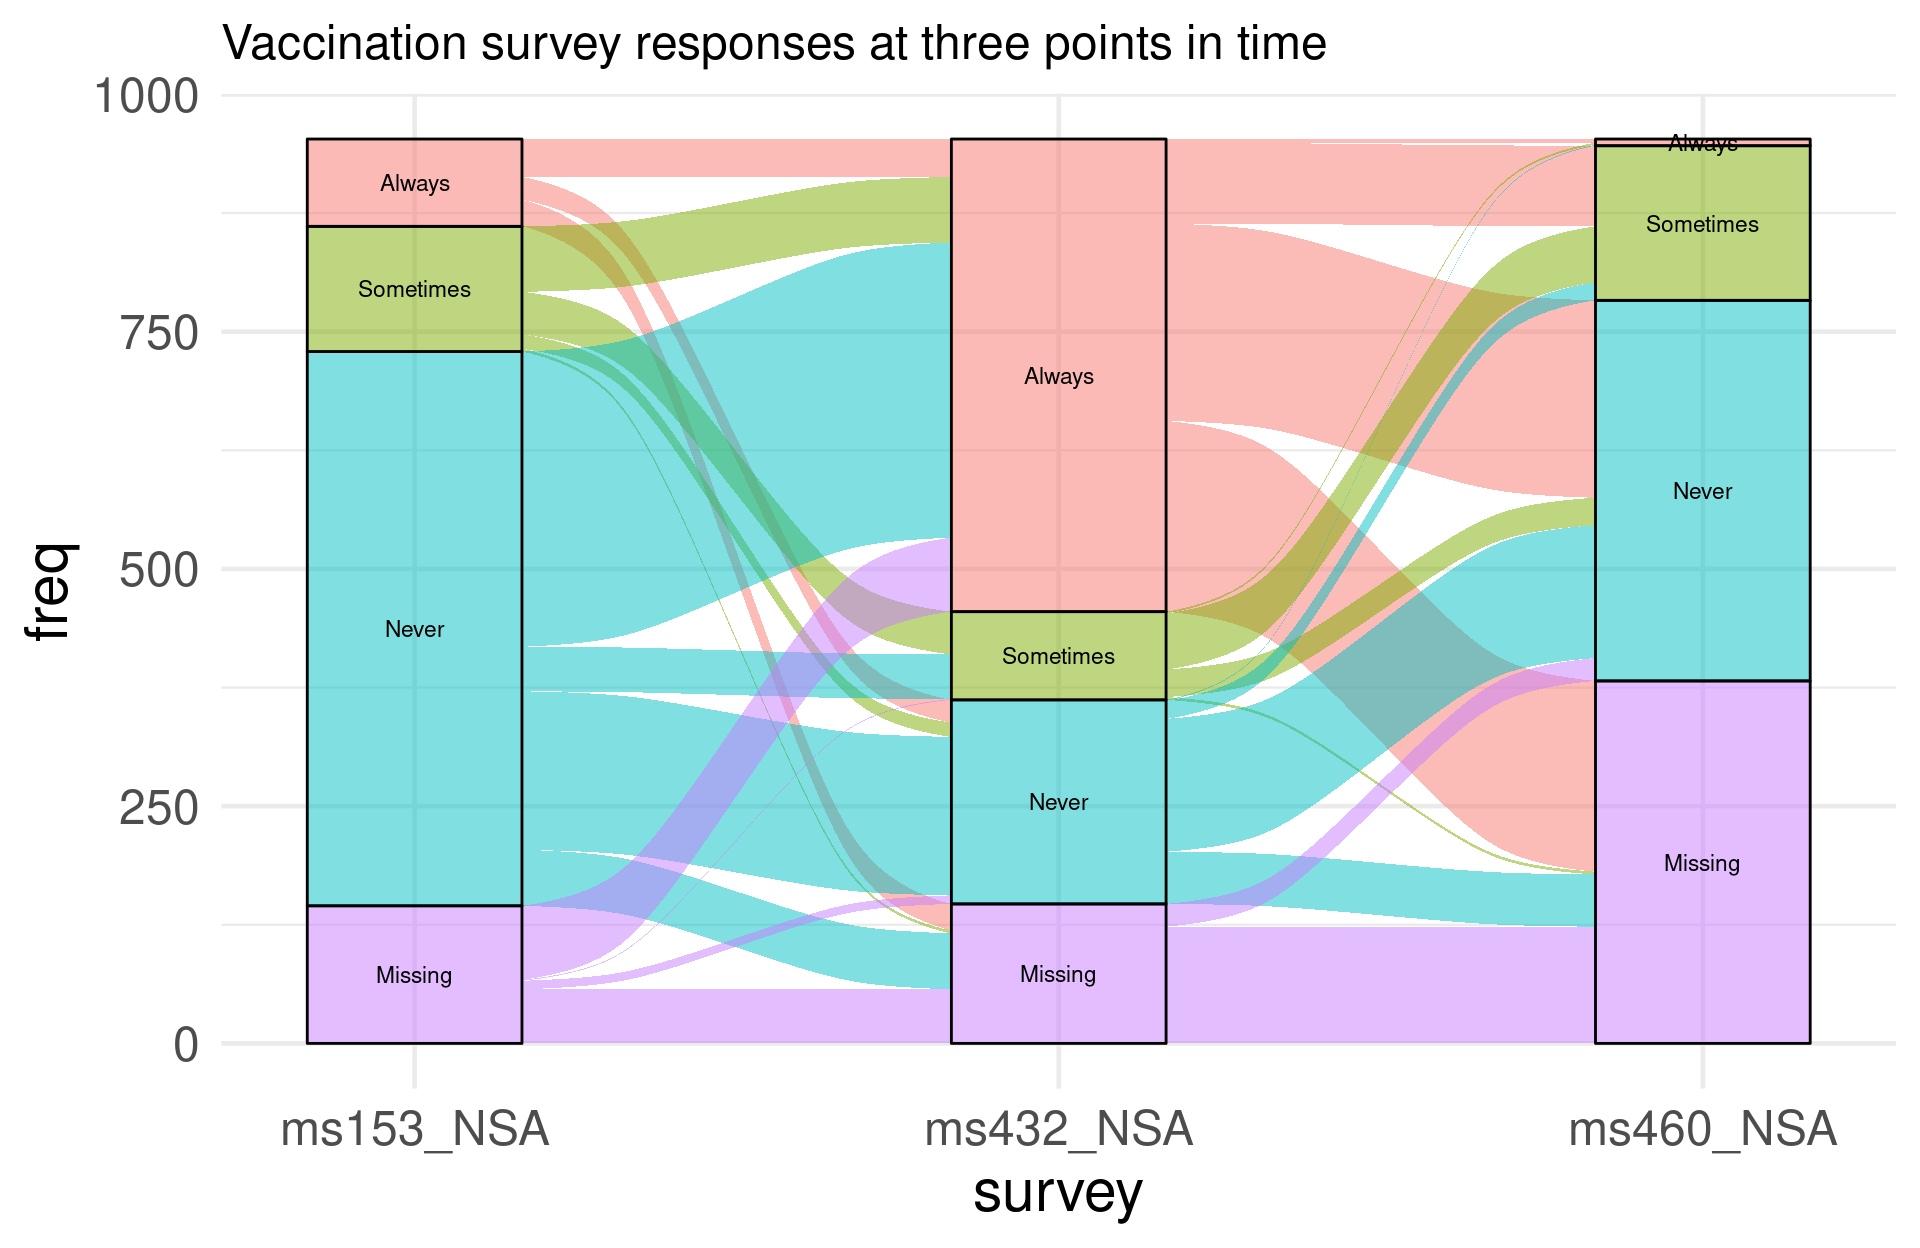 Vaccination survey responses at three points in time
1000
750
500
250
0
freq
Always
Sometimes
Never
Missing
Always
Sometimes
Never
Missing
Always
Sometimes
Never
Missing
ms153_NSA
ms432_NSA
ms460_NSA
survey